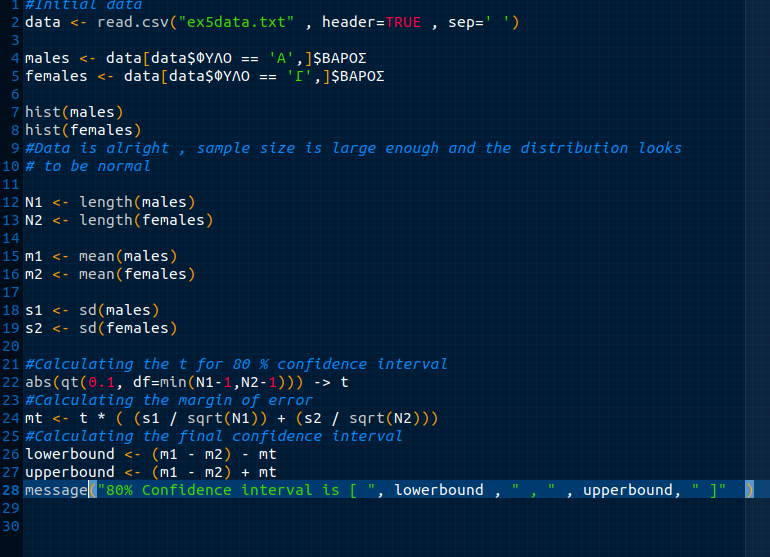 1 #Initial data
2 data <- read.csv("ex5data.txt" , header=TRUE , sep=' ')
3
4 males <- data[data$ΦΥΛΟ == 'Α',]$ΒΑΡΟΣ
5 females <- data[data$ΦΥΛΟ == 'Γ',]$ΒΑΡΟΣ
6
7 hist(males)
8 hist(females)
9 #Data is alright , sample size is large enough and the distribution looks
10 # to be normal
11
12 N1 <- length(males)
13 N2 <- length(females)
14
15 m1 <- mean(males)
16 m2 <- mean(females)
17
18 s1 <- sd(males)
19 s2 <- sd(females)
20
21 #Calculating the t for 80 % confidence interval
22 abs(qt(0.1, df=min(N1-1,N2-1))) -> t
23 #Calculating the margin of error
24 mt <- t * ( (s1 / sqrt(N1)) + (s2 / sqrt(N2)))
25 #Calculating the final confidence interval
26 lowerbound <- (m1 - m2) - mt
27 upperbound <- (m1 - m2) + mt
28 message("80% Confidence interval is [ ", lowerbound , " , " , upperbound, " ]" )
29
30